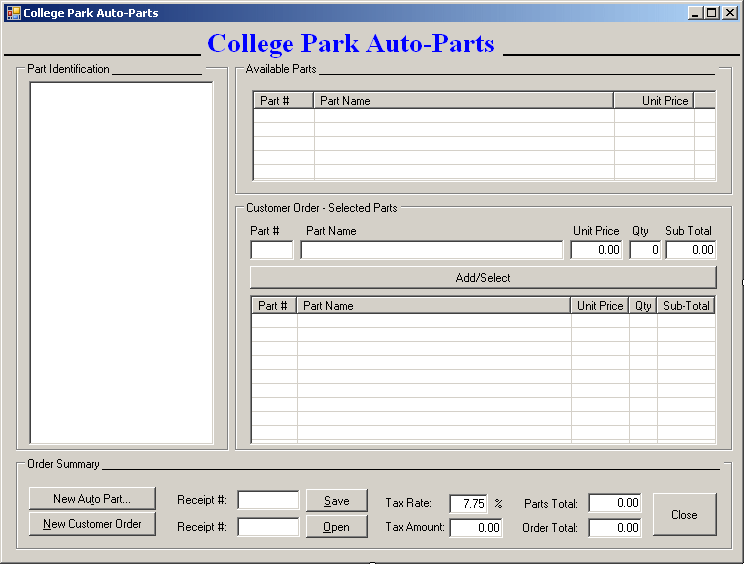 College Park Auto-Parts
College Park Auto-Parts
Part Identification
Available Parts
Part # Part Name Unit Price
Customer Order - Selected Parts
Part # Part Name Unit Price Qty Sub Total
0.00 0 0.00
Add/Select
Part # Part Name Unit Price Qty Sub-Total
Order Summary
New Auto Part... Receipt #: Save Tax Rate: 7.75 % Parts Total: 0.00
New Customer Order Receipt #: Open Tax Amount: 0.00 Order Total: 0.00
Close